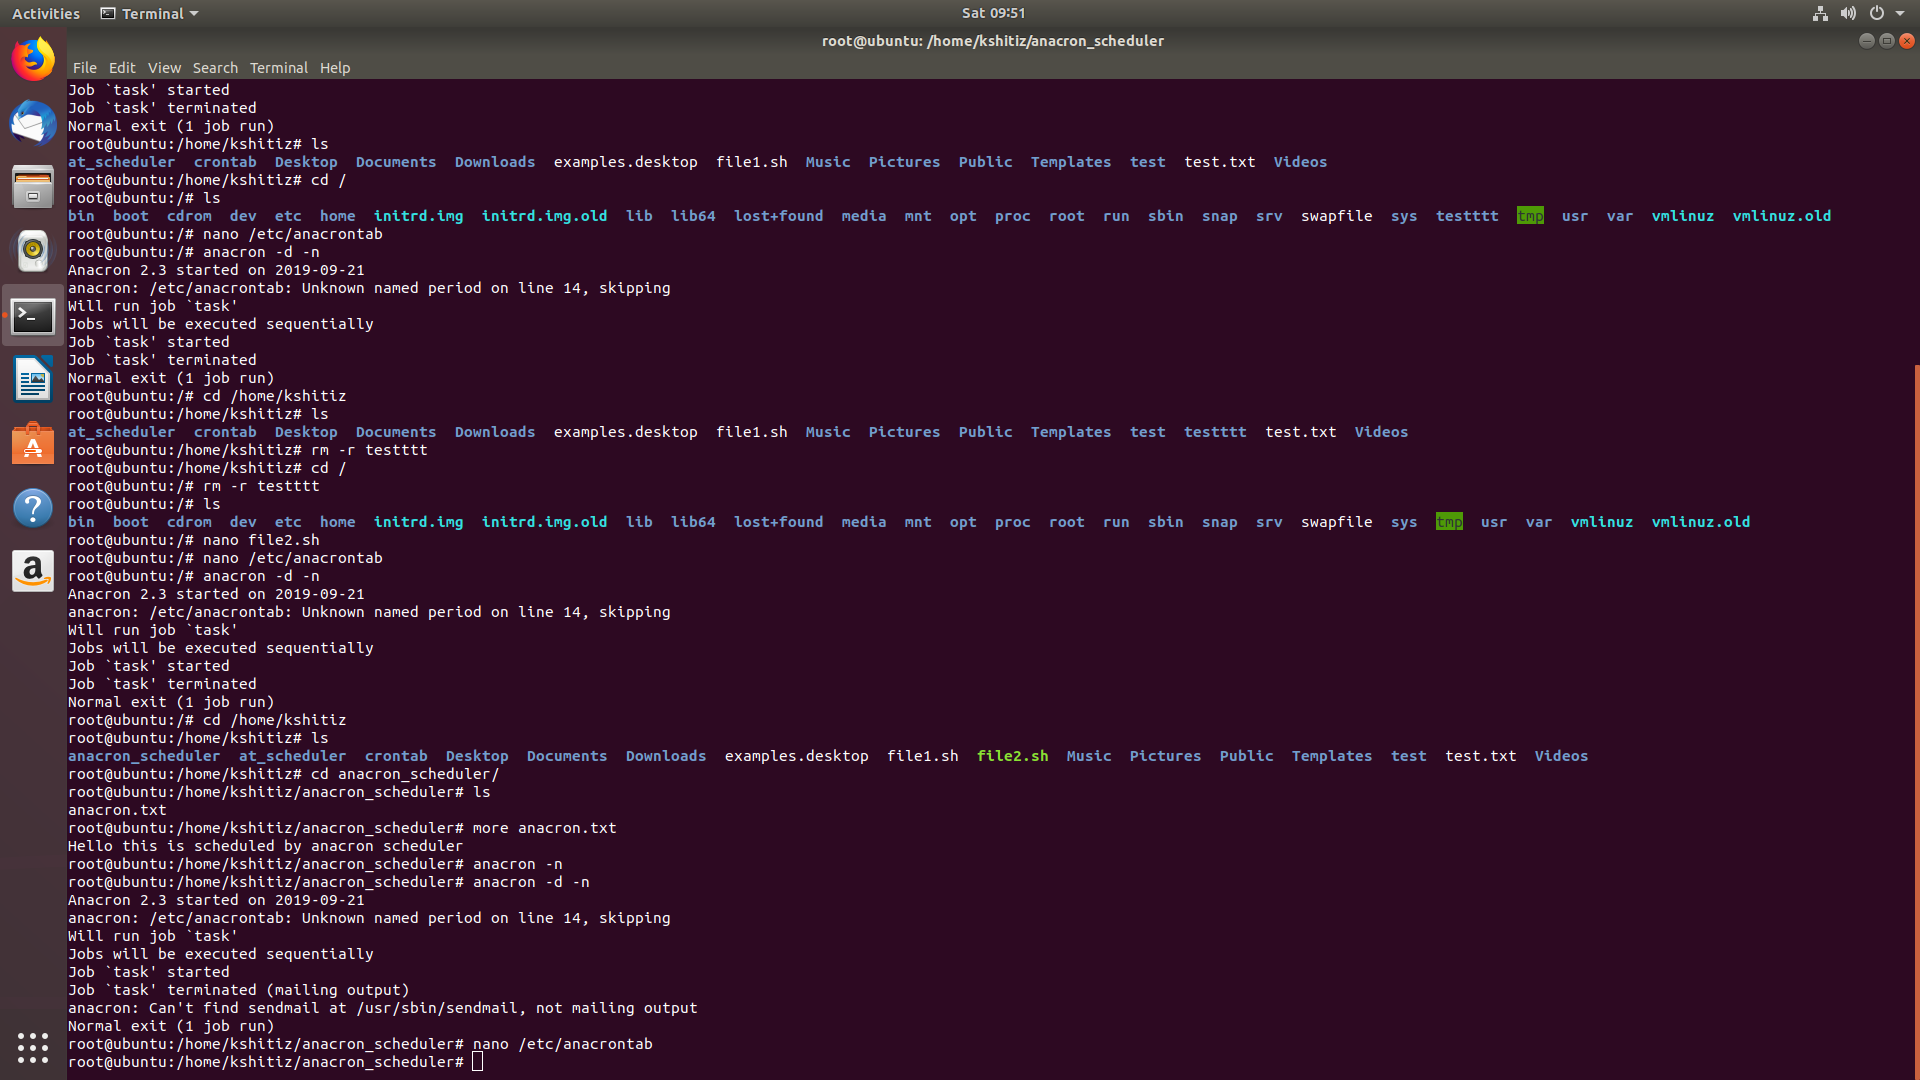 Activities Terminal Sat 09:51
root@ubuntu: /home/kshitiz/anacron_scheduler
File Edit View Search Terminal Help
Job `task' started
Job `task' terminated
Normal exit (1 job run)
root@ubuntu:/home/kshitiz# ls
at_scheduler crontab Desktop Documents Downloads examples.desktop file1.sh Music Pictures Public Templates test test.txt Videos
root@ubuntu:/home/kshitiz# cd /
root@ubuntu:/# ls
bin boot cdrom dev etc home initrd.img initrd.img.old lib lib64 lost+found media mnt opt proc root run sbin snap srv swapfile sys testttt tmp usr var vmlinuz vmlinuz.old
root@ubuntu:/# nano /etc/anacrontab
root@ubuntu:/# anacron -d -n
Anacron 2.3 started on 2019-09-21
anacron: /etc/anacrontab: Unknown named period on line 14, skipping
Will run job `task'
Jobs will be executed sequentially
Job `task' started
Job `task' terminated
Normal exit (1 job run)
root@ubuntu:/# cd /home/kshitiz
root@ubuntu:/home/kshitiz# ls
at_scheduler crontab Desktop Documents Downloads examples.desktop file1.sh Music Pictures Public Templates test testttt test.txt Videos
root@ubuntu:/home/kshitiz# rm -r testttt
root@ubuntu:/home/kshitiz# cd /
root@ubuntu:/# rm -r testttt
root@ubuntu:/# ls
bin boot cdrom dev etc home initrd.img initrd.img.old lib lib64 lost+found media mnt opt proc root run sbin snap srv swapfile sys tmp usr var vmlinuz vmlinuz.old
root@ubuntu:/# nano file2.sh
root@ubuntu:/# nano /etc/anacrontab
root@ubuntu:/# anacron -d -n
Anacron 2.3 started on 2019-09-21
anacron: /etc/anacrontab: Unknown named period on line 14, skipping
Will run job `task'
Jobs will be executed sequentially
Job `task' started
Job `task' terminated
Normal exit (1 job run)
root@ubuntu:/# cd /home/kshitiz
root@ubuntu:/home/kshitiz# ls
anacron_scheduler at_scheduler crontab Desktop Documents Downloads examples.desktop file1.sh file2.sh Music Pictures Public Templates test test.txt Videos
root@ubuntu:/home/kshitiz# cd anacron_scheduler/
root@ubuntu:/home/kshitiz/anacron_scheduler# ls
anacron.txt
root@ubuntu:/home/kshitiz/anacron_scheduler# more anacron.txt
Hello this is scheduled by anacron scheduler
root@ubuntu:/home/kshitiz/anacron_scheduler# anacron -n
root@ubuntu:/home/kshitiz/anacron_scheduler# anacron -d -n
Anacron 2.3 started on 2019-09-21
anacron: /etc/anacrontab: Unknown named period on line 14, skipping
Will run job `task'
Jobs will be executed sequentially
Job `task' started
Job `task' terminated (mailing output)
anacron: Can't find sendmail at /usr/sbin/sendmail, not mailing output
Normal exit (1 job run)
root@ubuntu:/home/kshitiz/anacron_scheduler# nano /etc/anacrontab
root@ubuntu:/home/kshitiz/anacron_scheduler#